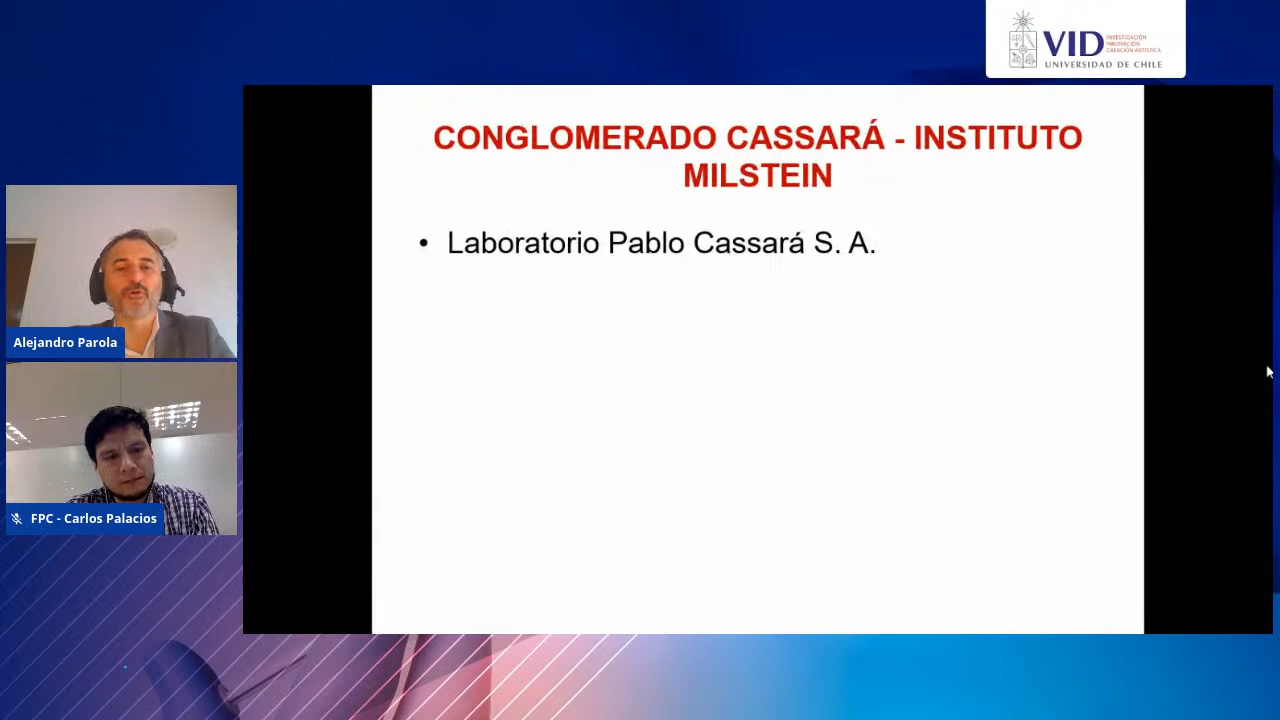 VID
INVESTIGACIÓN
INNOVACIÓN
CREACIÓN ARTÍSTICA
UNIVERSIDAD DE CHILE
CONGLOMERADO CASSARÁ - INSTITUTO
MILSTEIN
• Laboratorio Pablo Cassará S. A.
Alejandro Parola
FPC - Carlos Palacios